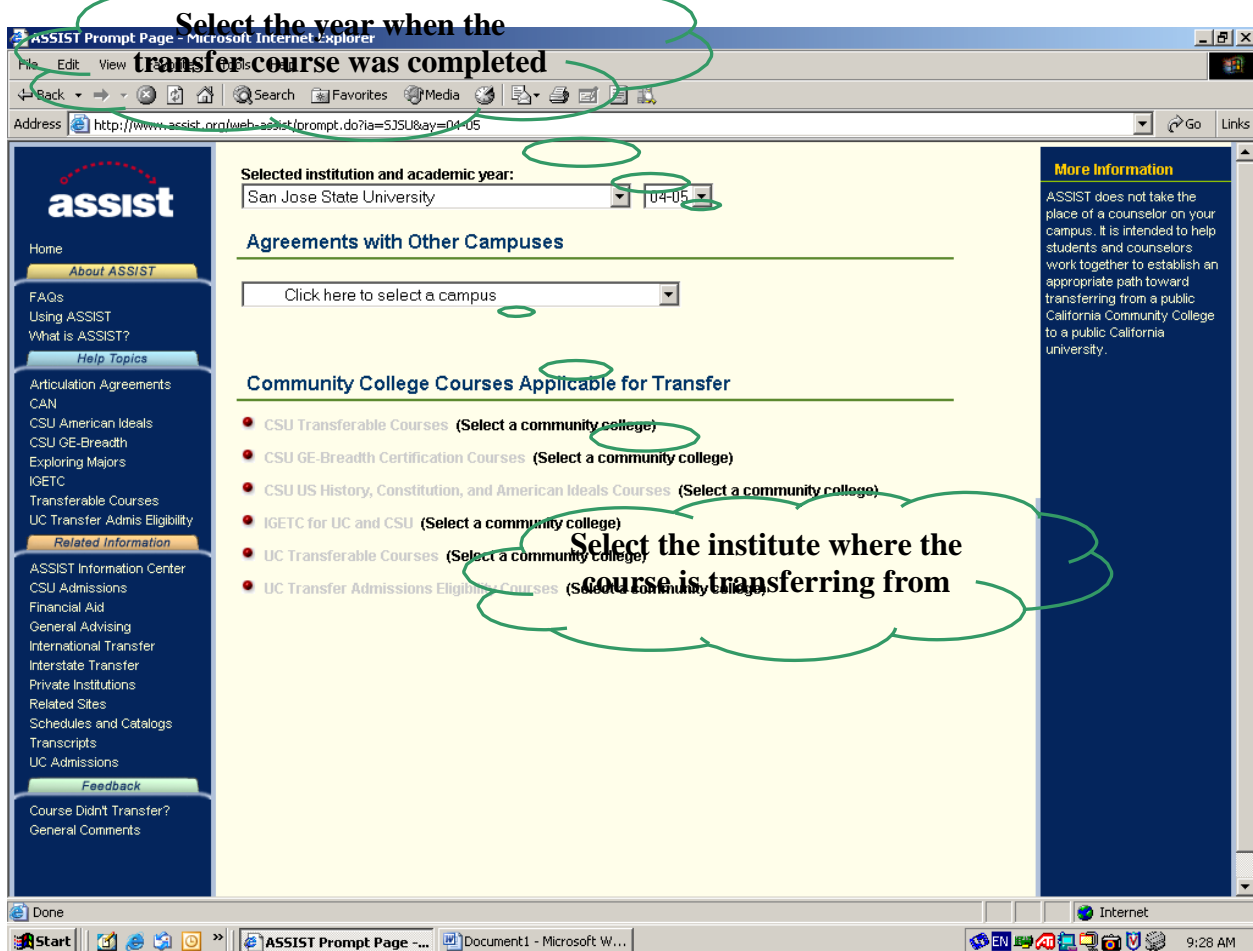 Select the year when the
transfer course was completed
ASSIST Prompt Page - Microsoft Internet Explorer
File Edit View Favorites Tools Help
Back Search Favorites Media
Address http://www.assist.org/web-assist/prompt.do?ia=SJSU&ay=04-05 Go Links
assist
Home
About ASSIST
FAQs
Using ASSIST
What is ASSIST?
Help Topics
Articulation Agreements
CAN
CSU American Ideals
CSU GE-Breadth
Exploring Majors
IGETC
Transferable Courses
UC Transfer Admis Eligibility
Related Information
ASSIST Information Center
CSU Admissions
Financial Aid
General Advising
International Transfer
Interstate Transfer
Private Institutions
Related Sites
Schedules and Catalogs
Transcripts
UC Admissions
Feedback
Course Didn't Transfer?
General Comments
Selected institution and academic year:
San Jose State University 04-05
Agreements with Other Campuses
Click here to select a campus
Community College Courses Applicable for Transfer
CSU Transferable Courses (Select a community college)
CSU GE-Breadth Certification Courses (Select a community college)
CSU US History, Constitution, and American Ideals Courses (Select a community college)
IGETC for UC and CSU (Select a community college)
UC Transferable Courses (Select a community college)
UC Transfer Admissions Eligibility Courses (Select a community college)
Select the institute where the
course is transferring from
More Information
ASSIST does not take the
place of a counselor on your
campus. It is intended to help
students and counselors
work together to establish an
appropriate path toward
transferring from a public
California Community College
to a public California
university.
Done Internet
Start ASSIST Prompt Page -... Document1 - Microsoft W... EN 9:28 AM